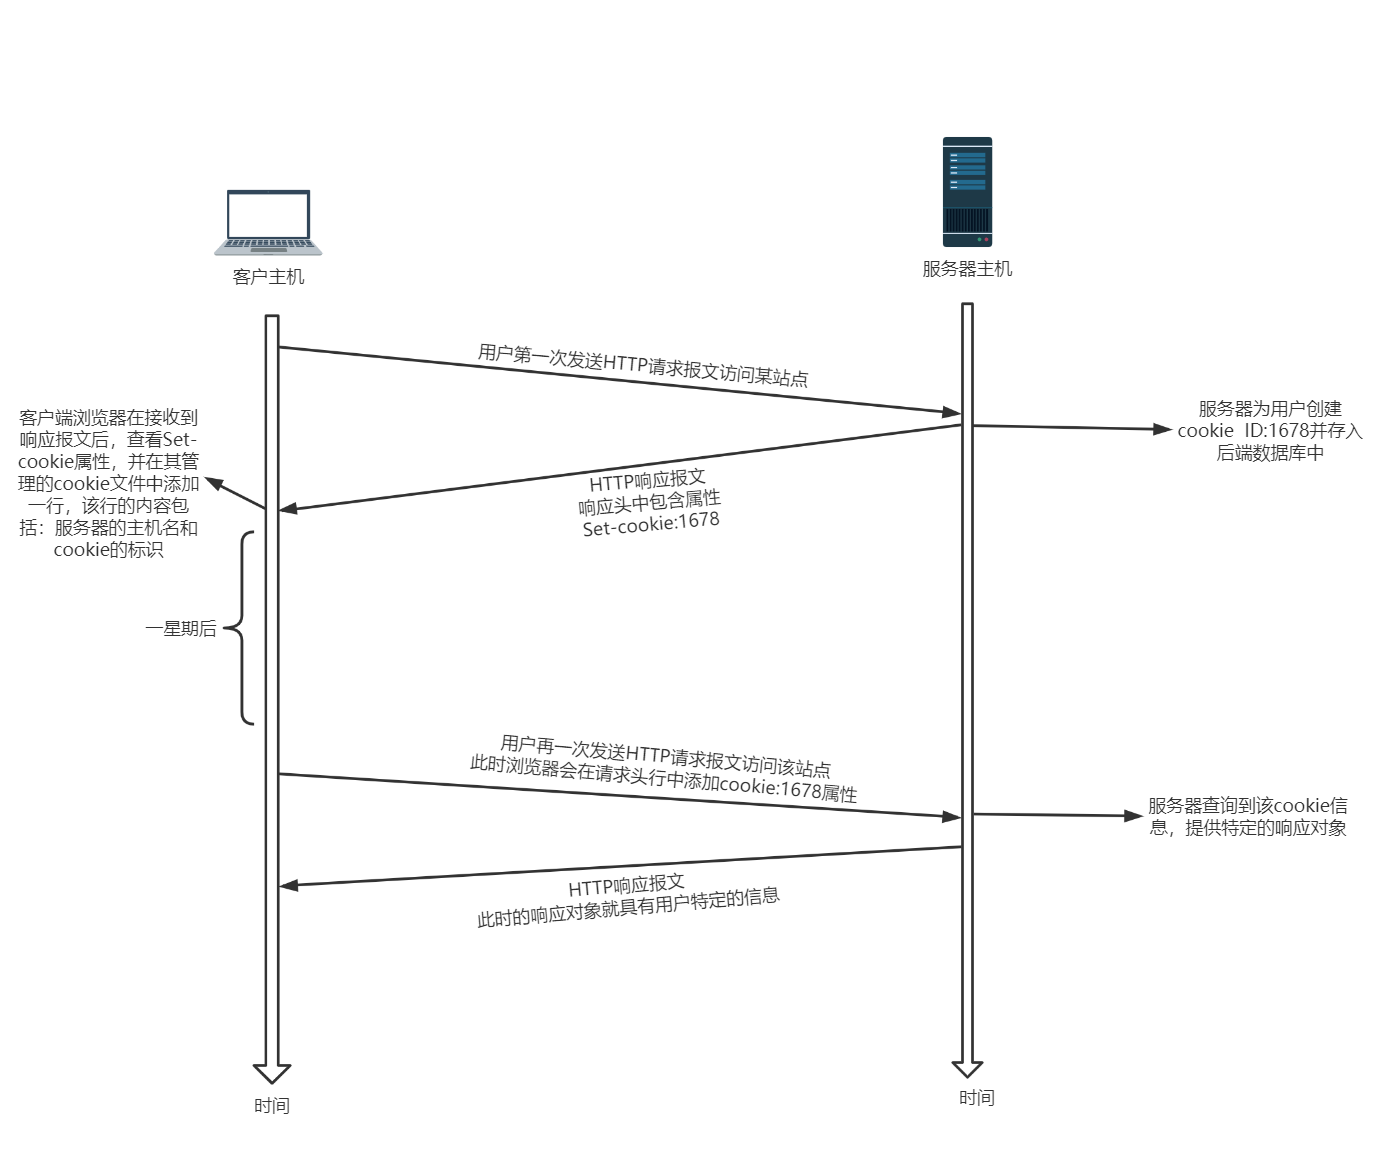 客户主机
服务器主机
用户第一次发送HTTP请求报文访问某站点
服务器为用户创建
cookie ID:1678并存入
后端数据库中
客户端浏览器在接收到
响应报文后，查看Set-
cookie属性，并在其管
理的cookie文件中添加
一行，该行的内容包
括：服务器的主机名和
cookie的标识
HTTP响应报文
响应头中包含属性
Set-cookie:1678
一星期后
用户再一次发送HTTP请求报文访问该站点
此时浏览器会在请求头行中添加cookie:1678属性
服务器查询到该cookie信
息，提供特定的响应对象
HTTP响应报文
此时的响应对象就具有用户特定的信息
时间
时间